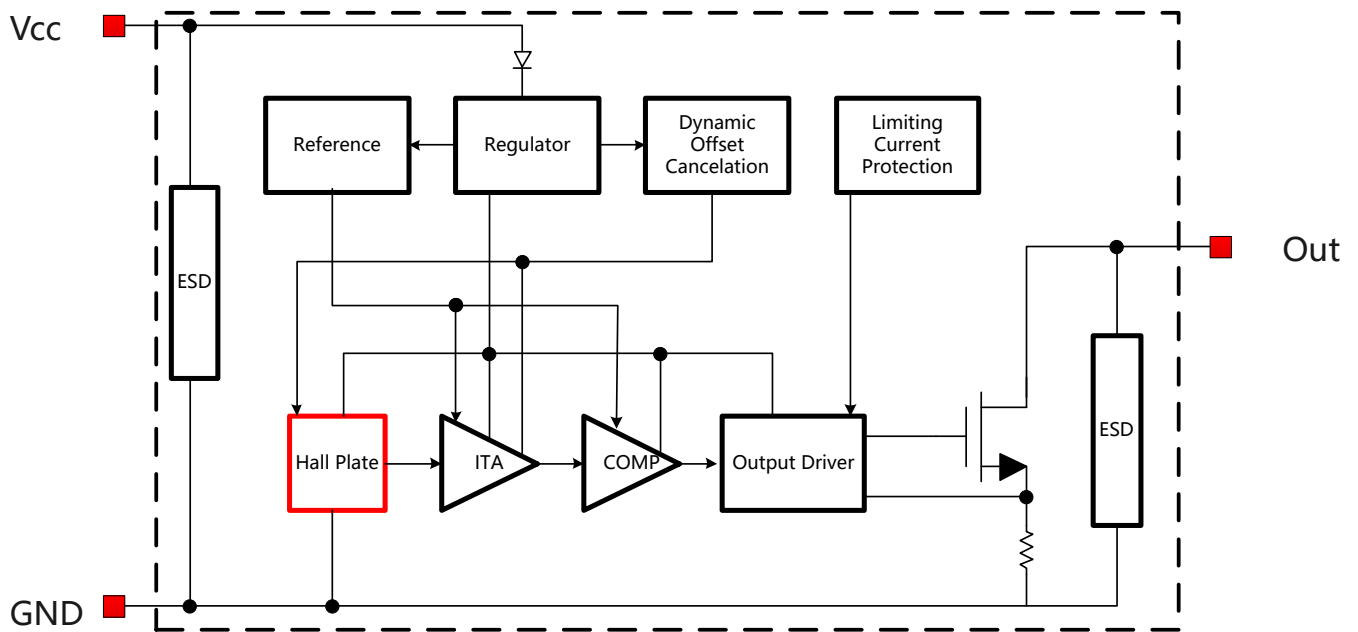 Vcc
Reference
Regulator
Dynamic
Offset
Cancelation
Limiting
Current
Protection
ESD
Out
Hall Plate
ITA
COMP
Output Driver
ESD
GND